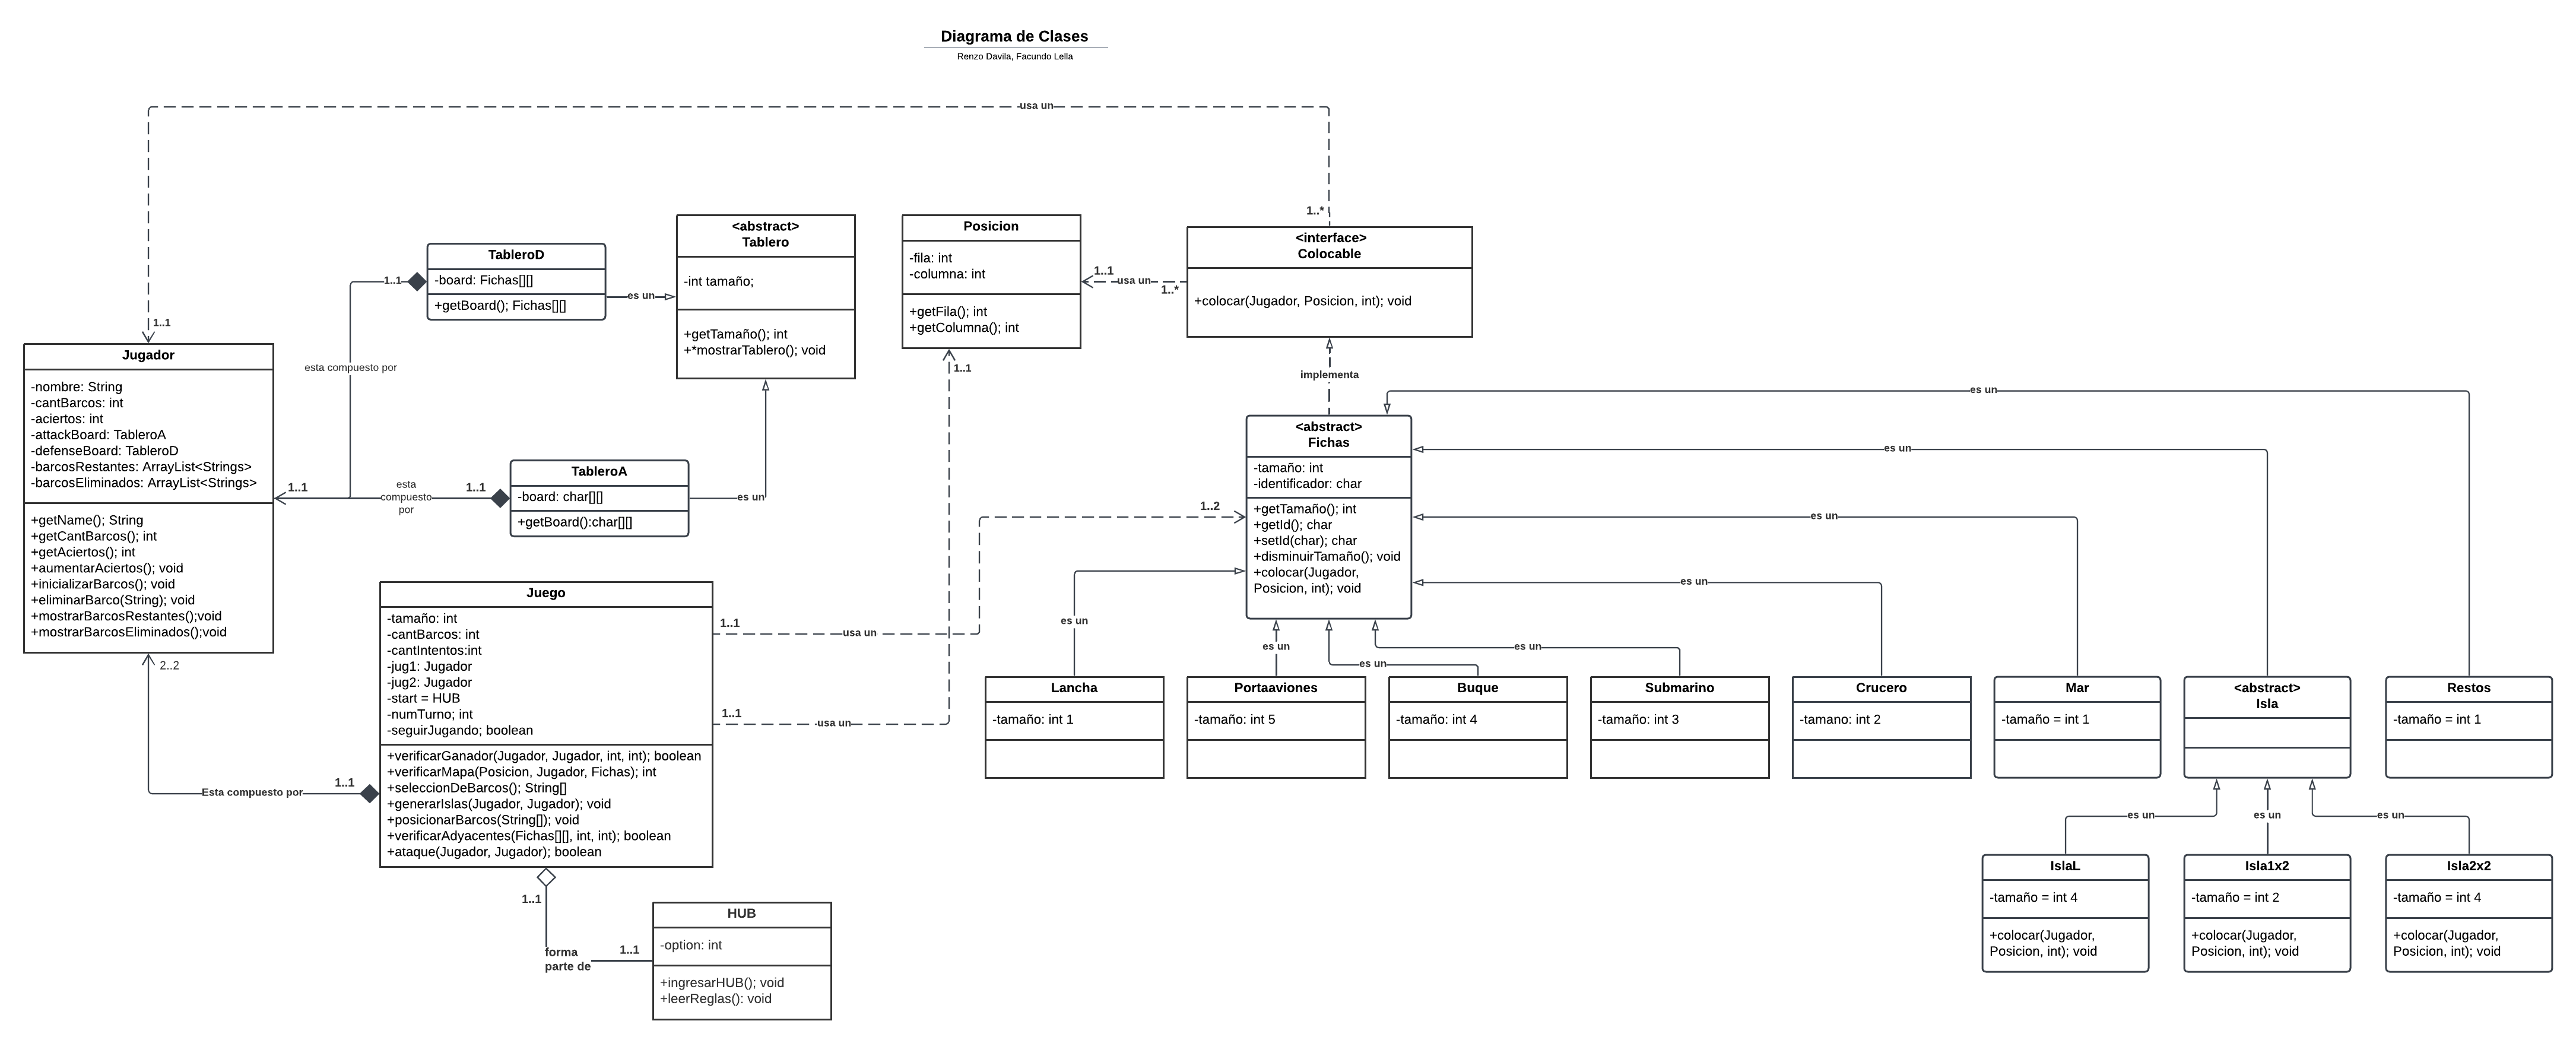 Diagrama de Clases
Renzo Davila, Facundo Lella
usa un
1..*
1..1
<abstract>
Tablero
-int tamaño;
+getTamaño(); int
+*mostrarTablero(); void
Posicion
-fila: int
-columna: int
+getFila(); int
+getColumna(); int
1..1
usa un
1..*
<interface>
Colocable
+colocar(Jugador, Posicion, int); void
TableroD
-board: Fichas[][]
+getBoard(); Fichas[][]
1..1
es un
esta compuesto por
Jugador
-nombre: String
-cantBarcos: int
-aciertos: int
-attackBoard: TableroA
-defenseBoard: TableroD
-barcosRestantes: ArrayList<Strings>
-barcosEliminados: ArrayList<Strings>
+getName(); String
+getCantBarcos(); int
+getAciertos(); int
+aumentarAciertos(); void
+inicializarBarcos(); void
+eliminarBarco(String); void
+mostrarBarcosRestantes();void
+mostrarBarcosEliminados();void
1..1
esta
compuesto
por
1..1
TableroA
-board: char[][]
+getBoard():char[][]
es un
1..1
implementa
<abstract>
Fichas
-tamaño: int
-identificador: char
+getTamaño(); int
+getId(); char
+setId(char); char
+disminuirTamaño(); void
+colocar(Jugador,
Posicion, int); void
es un
es un
es un
es un
1..2
Juego
-tamaño: int
-cantBarcos: int
-cantIntentos:int
-jug1: Jugador
-jug2: Jugador
-start = HUB
-numTurno; int
-seguirJugando; boolean
+verificarGanador(Jugador, Jugador, int, int); boolean
+verificarMapa(Posicion, Jugador, Fichas); int
+seleccionDeBarcos(); String[]
+generarIslas(Jugador, Jugador); void
+posicionarBarcos(String[]); void
+verificarAdyacentes(Fichas[][], int, int); boolean
+ataque(Jugador, Jugador); boolean
1..1
usa un
1..1
usa un
2..2
Esta compuesto por
1..1
es un
es un
es un
es un
Lancha
-tamaño: int 1
Portaaviones
-tamaño: int 5
Buque
-tamaño: int 4
Submarino
-tamaño: int 3
Crucero
-tamano: int 2
Mar
-tamaño = int 1
<abstract>
Isla
Restos
-tamaño = int 1
es un
es un
es un
IslaL
-tamaño = int 4
+colocar(Jugador,
Posicion, int); void
Isla1x2
-tamaño = int 2
+colocar(Jugador,
Posicion, int); void
Isla2x2
-tamaño = int 4
+colocar(Jugador,
Posicion, int); void
1..1
forma
parte de
1..1
HUB
-option: int
+ingresarHUB(); void
+leerReglas(): void